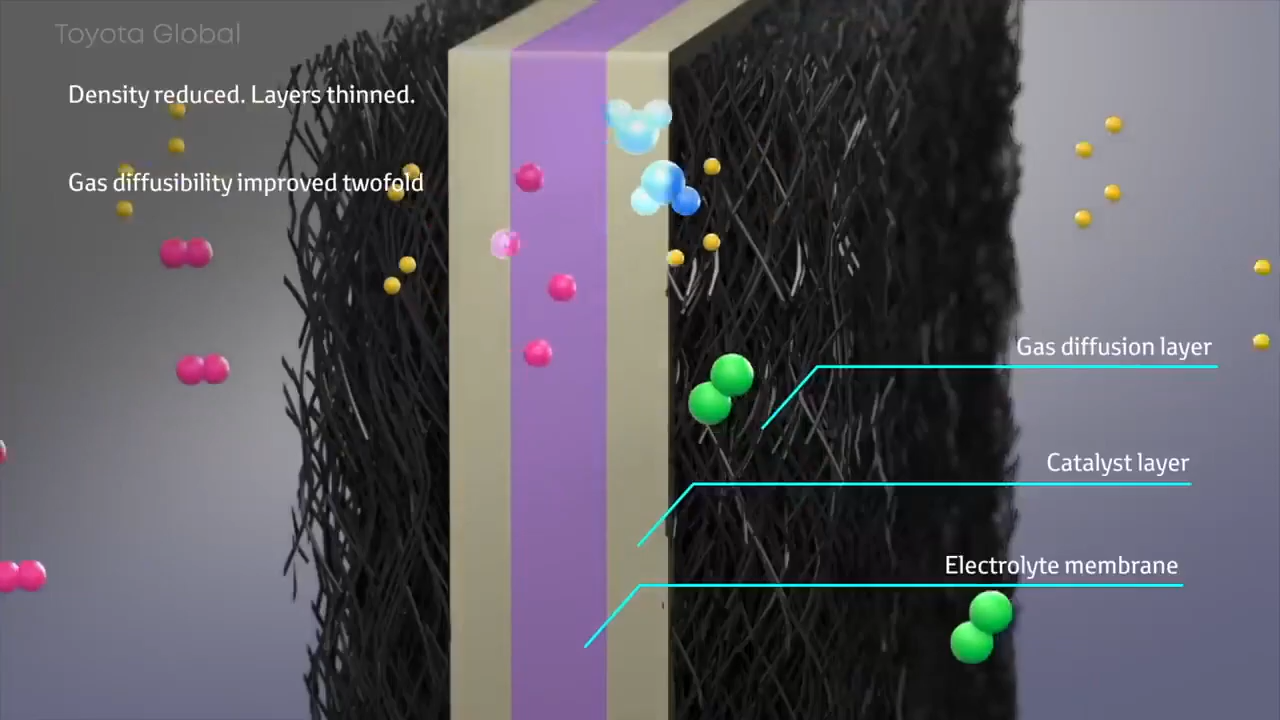 Toyota Global
Density reduced. Layers thinned.
Gas diffusibility improved twofold
Gas diffusion layer
Catalyst layer
Electrolyte membrane